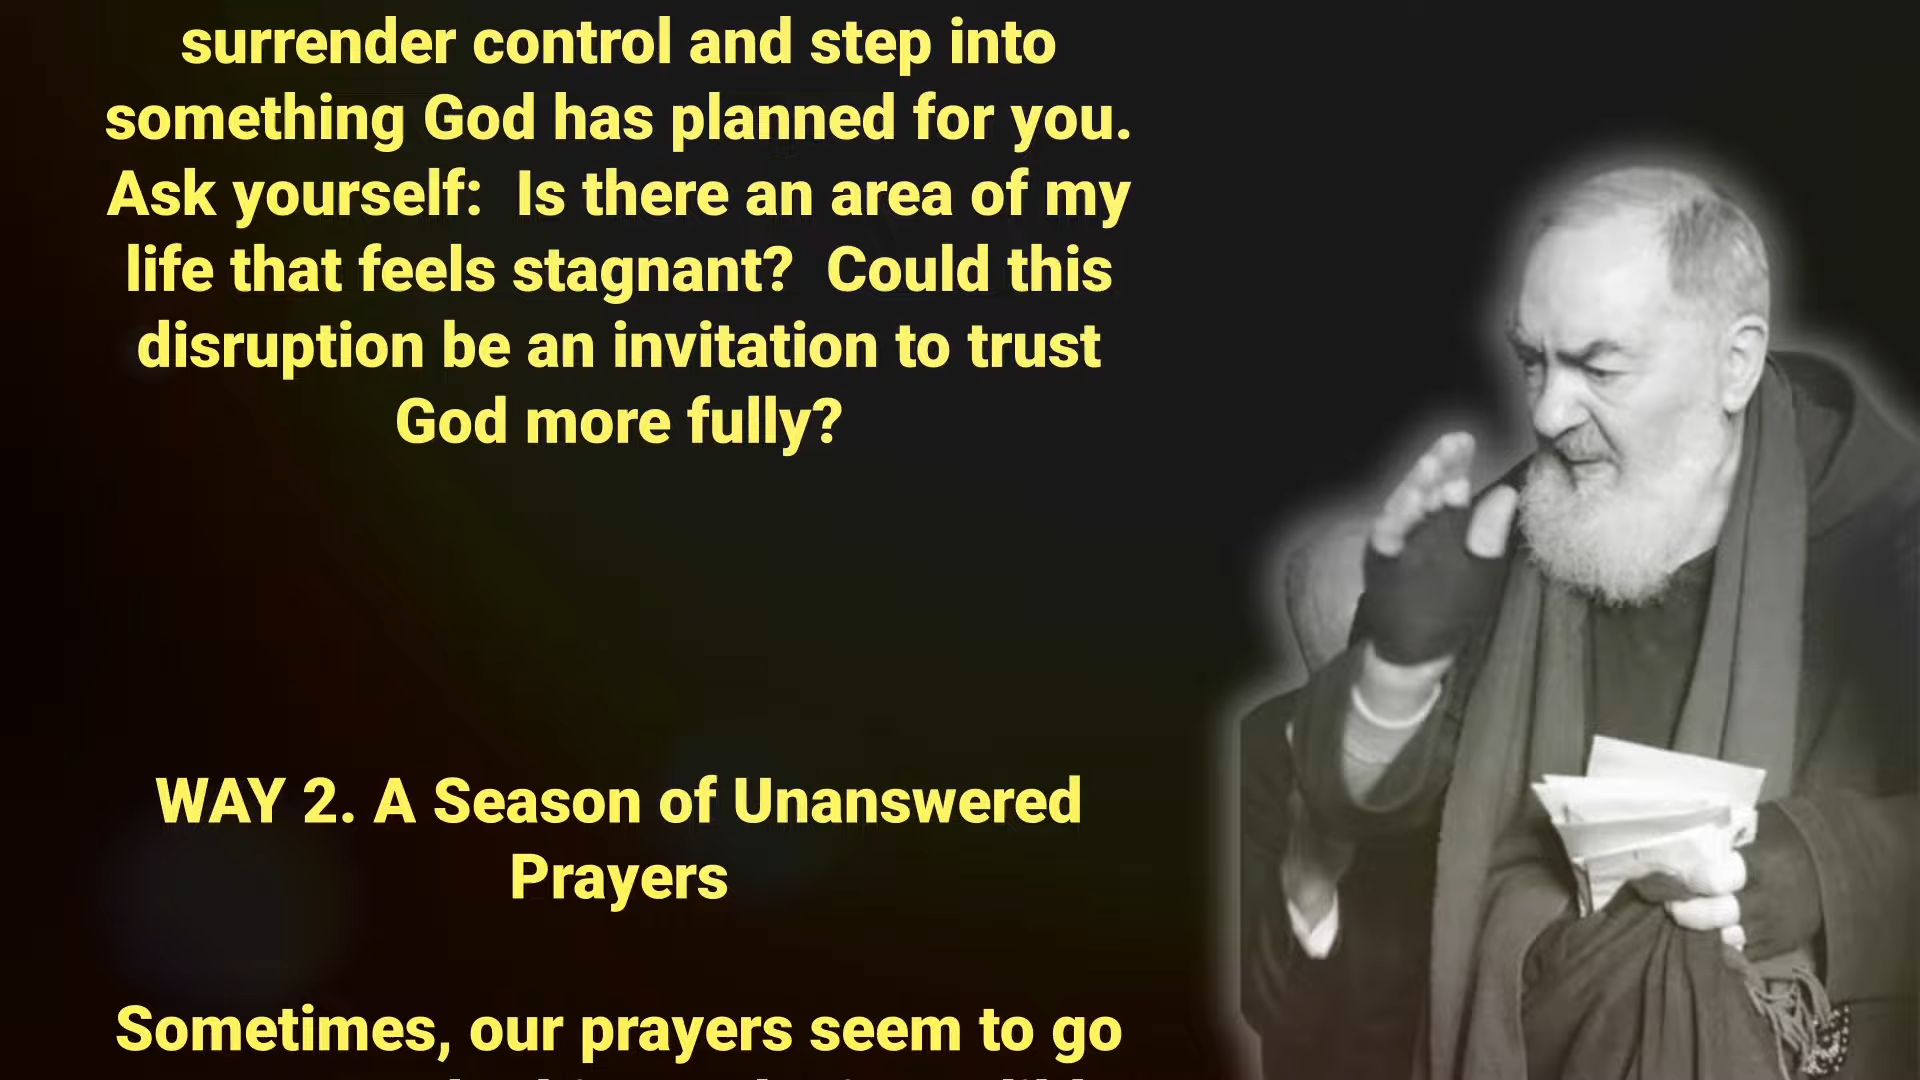 surrender control and step into
something God has planned for you.
Ask yourself:  Is there an area of my
life that feels stagnant?  Could this
disruption be an invitation to trust
God more fully?
WAY 2. A Season of Unanswered
Prayers
Sometimes, our prayers seem to go